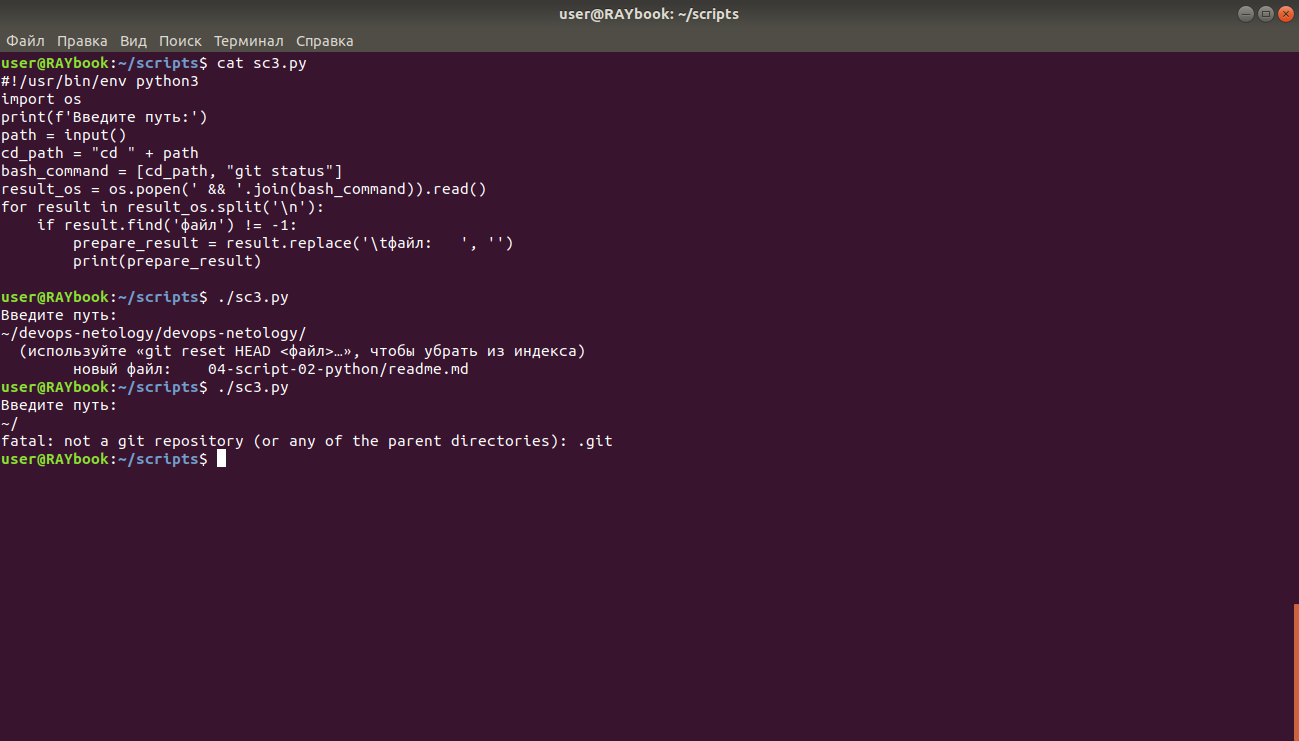 user@RAYbook: ~/scripts
Файл Правка Вид Поиск Терминал Справка
user@RAYbook:~/scripts$ cat sc3.py
#!/usr/bin/env python3
import os
print(f'Введите путь:')
path = input()
cd_path = "cd " + path
bash_command = [cd_path, "git status"]
result_os = os.popen(' && '.join(bash_command)).read()
for result in result_os.split('\n'):
    if result.find('файл') != -1:
        prepare_result = result.replace('\tфайл:   ', '')
        print(prepare_result)
user@RAYbook:~/scripts$ ./sc3.py
Введите путь:
~/devops-netology/devops-netology/
  (используйте «git reset HEAD <файл>…», чтобы убрать из индекса)
        новый файл:    04-script-02-python/readme.md
user@RAYbook:~/scripts$ ./sc3.py
Введите путь:
~/
fatal: not a git repository (or any of the parent directories): .git
user@RAYbook:~/scripts$